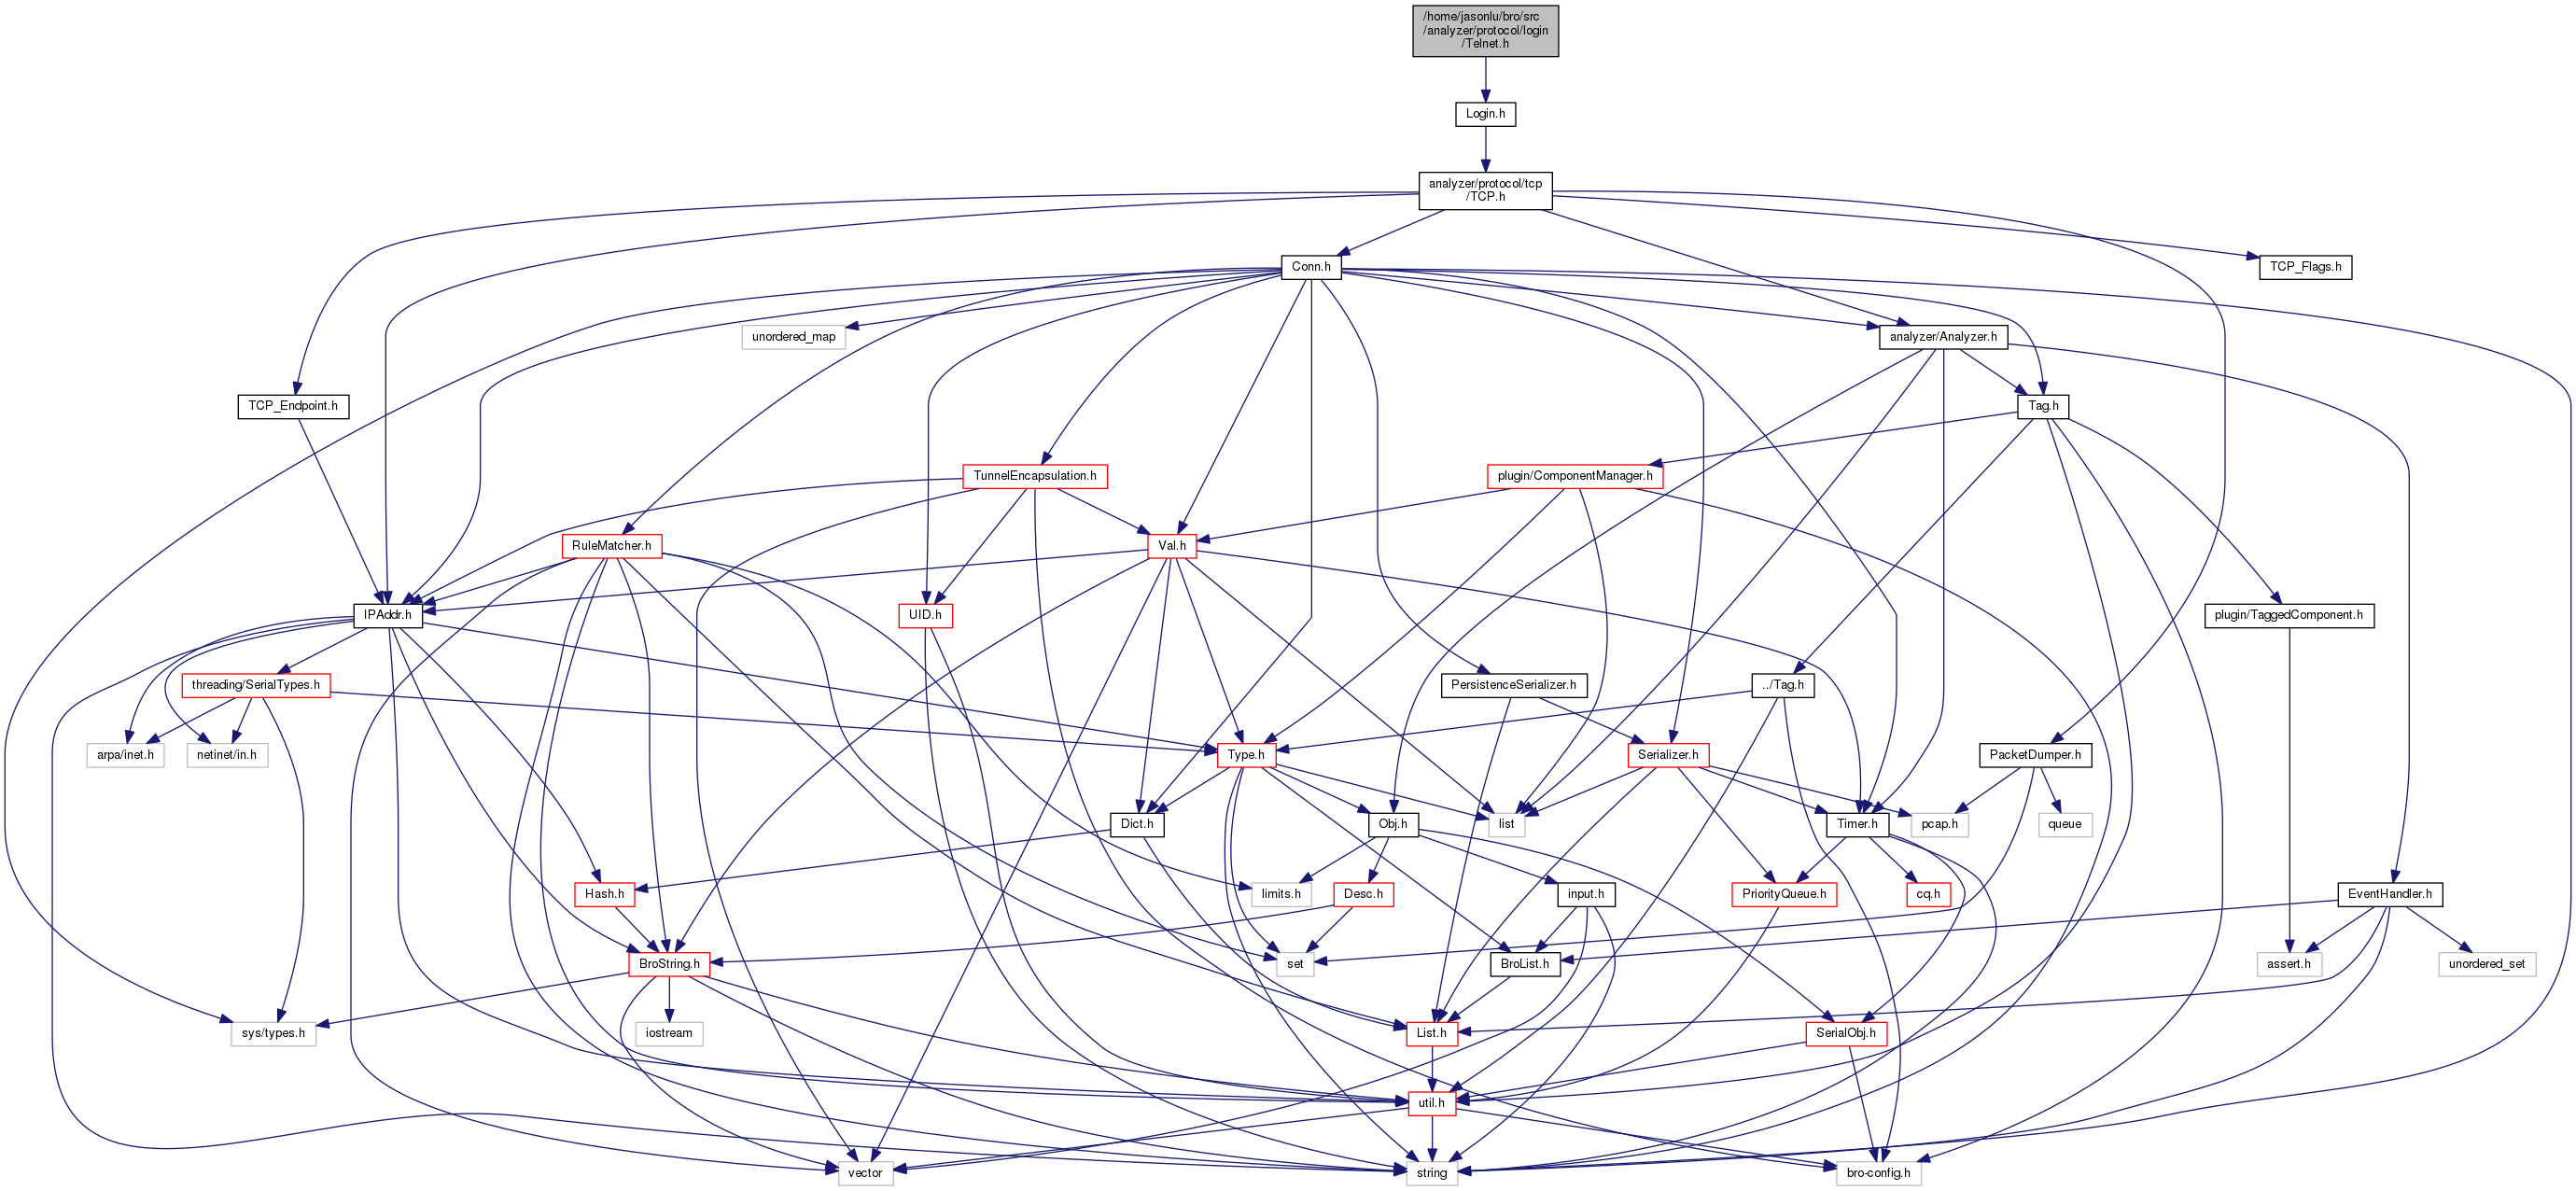 /home/jasonlu/bro/src
/analyzer/protocol/login
/Telnet.h
Login.h
analyzer/protocol/tcp
/TCP.h
Conn.h
TCP_Flags.h
unordered_map
analyzer/Analyzer.h
TCP_Endpoint.h
Tag.h
TunnelEncapsulation.h
plugin/ComponentManager.h
RuleMatcher.h
Val.h
IPAddr.h
UID.h
plugin/TaggedComponent.h
threading/SerialTypes.h
PersistenceSerializer.h
../Tag.h
arpa/inet.h
netinet/in.h
Type.h
Serializer.h
PacketDumper.h
Dict.h
list
Obj.h
Timer.h
pcap.h
queue
Hash.h
limits.h
Desc.h
input.h
PriorityQueue.h
cq.h
EventHandler.h
BroString.h
set
BroList.h
assert.h
unordered_set
sys/types.h
iostream
List.h
SerialObj.h
util.h
vector
string
bro-config.h